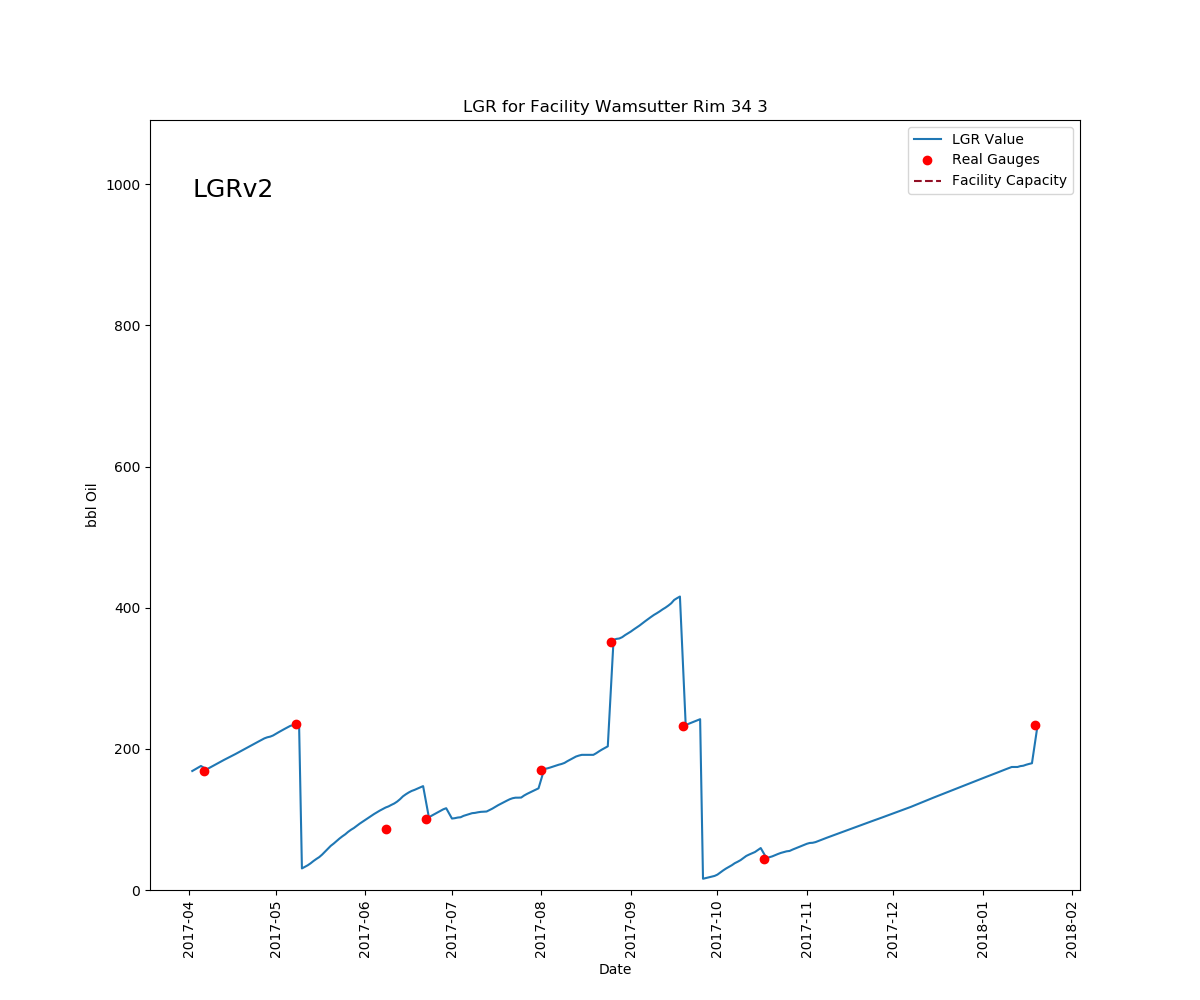 LGR for Facility Wamsutter Rim 34 3
LGR Value
Real Gauges
Facility Capacity
LGRv2
1000
800
600
400
200
0
bbl Oil
2017-04
2017-05
2017-06
2017-07
2017-08
2017-09
2017-10
2017-11
2017-12
2018-01
2018-02
Date